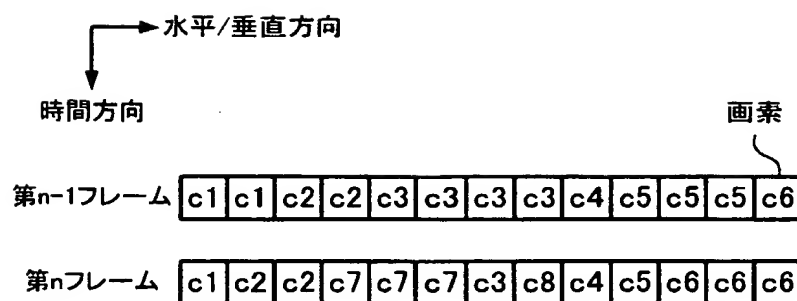 水平/垂直方向
時間方向
画素
第n-1フレーム c1 c1 c2 c2 c3 c3 c3 c3 c4 c5 c5 c5 c6
第nフレーム c1 c2 c2 c7 c7 c7 c3 c8 c4 c5 c6 c6 c6